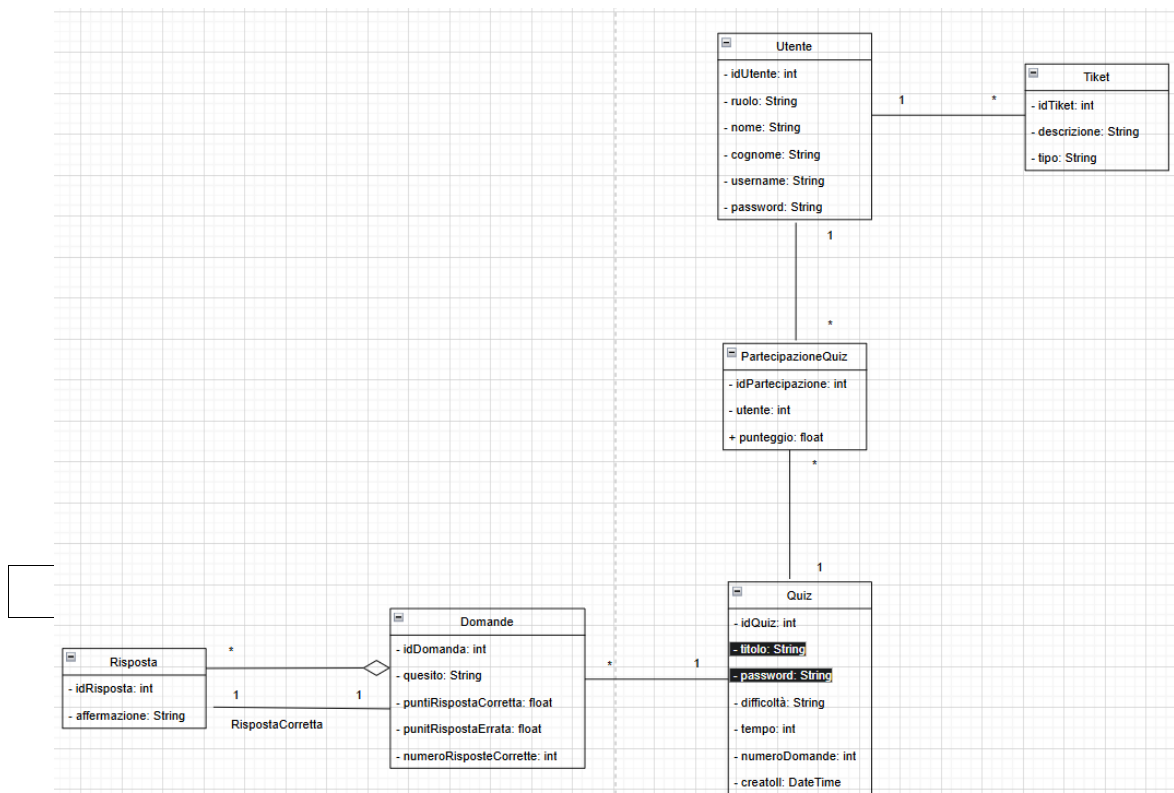 Utente
- idUtente: int
- ruolo: String
- nome: String
- cognome: String
- username: String
- password: String
1
*
Tiket
- idTiket: int
- descrizione: String
- tipo: String
1
*
PartecipazioneQuiz
- idPartecipazione: int
- utente: int
+ punteggio: float
*
1
Quiz
- idQuiz: int
- titolo: String
- password: String
- difficoltà: String
- tempo: int
- numeroDomande: int
- creatoIl: DateTime
*
1
Domande
- idDomanda: int
- quesito: String
- puntiRispostaCorretta: float
- punitRispostaErrata: float
- numeroRisposteCorrette: int
*
1
1
RispostaCorretta
Risposta
- idRisposta: int
- affermazione: String